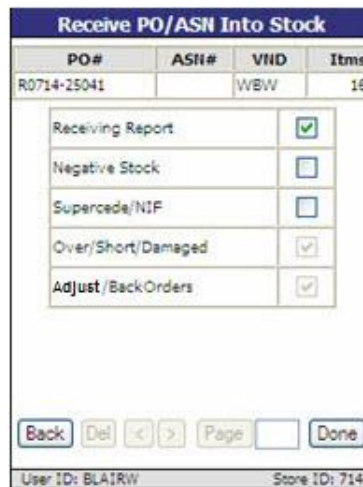 Receive PO/ASN Into Stock
PO# ASN# VND Itms
R0714-25041 WBW 16
Receiving Report
Negative Stock
Supercede/NIF
Over/Short/Damaged
Adjust/BackOrders
Back Del < > Page Done
User ID: BLAIRW Store ID: 714